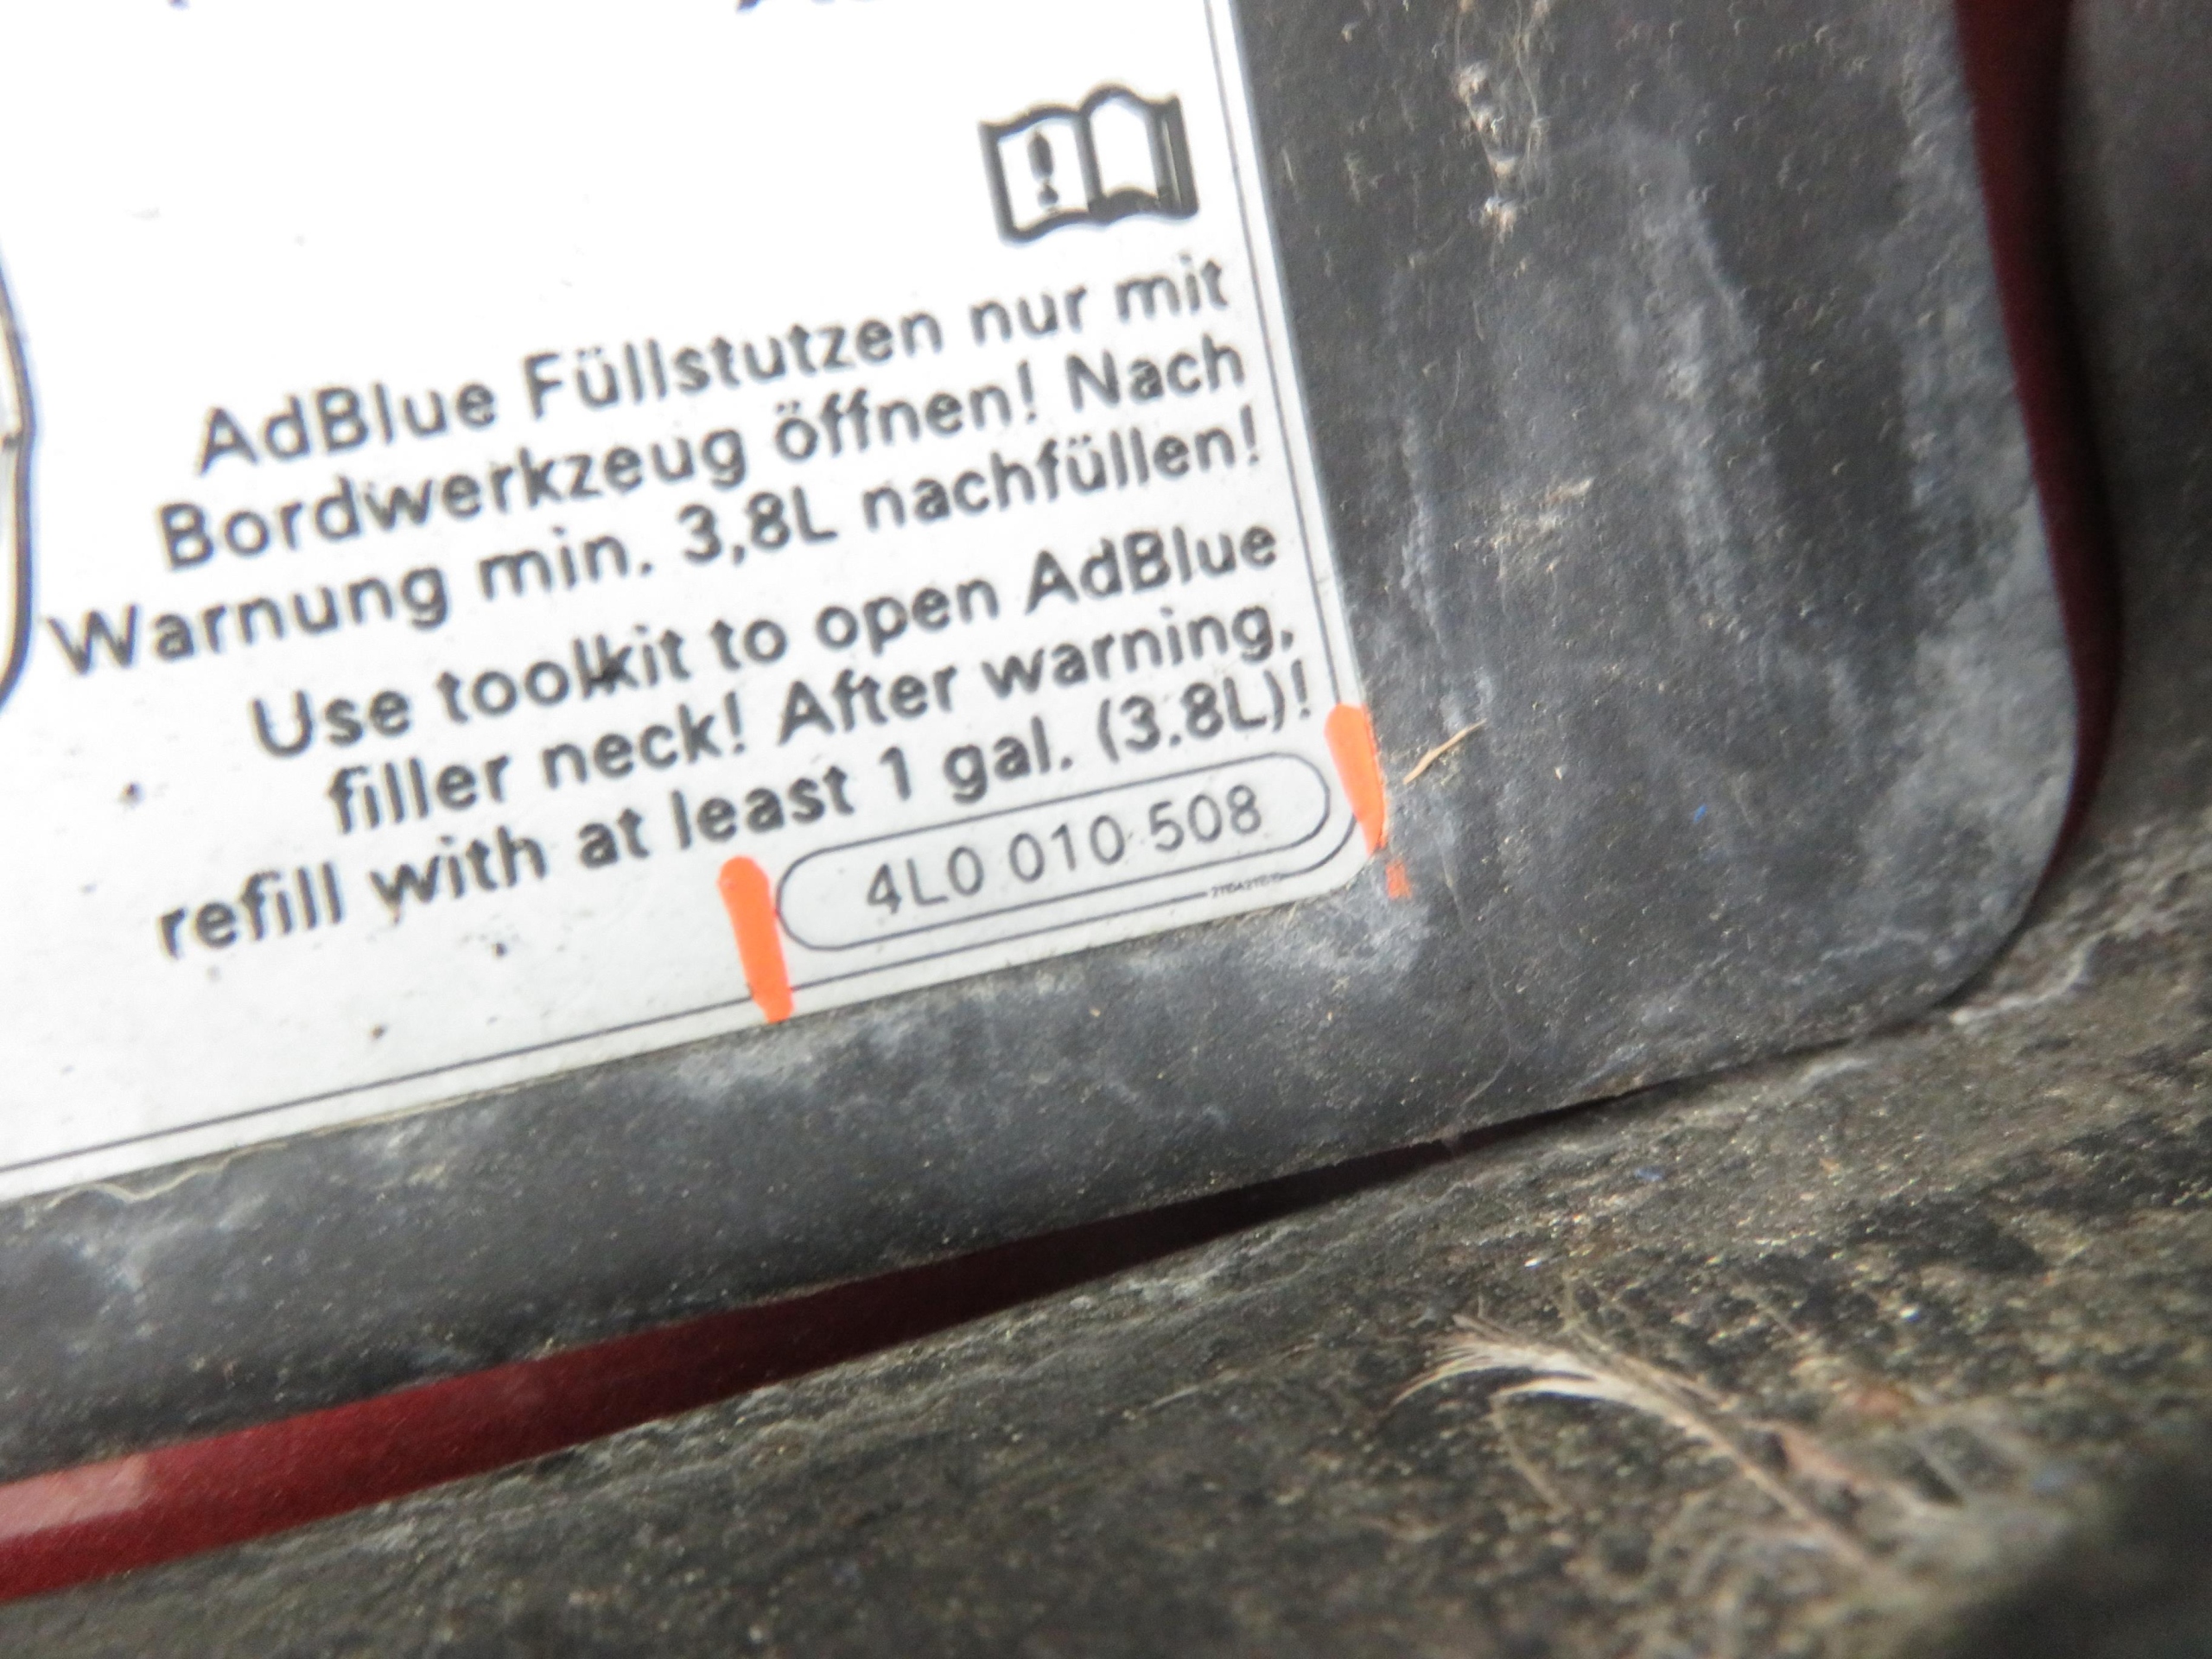 AdBlue Füllstutzen nur mit
Bordwerkzeug öffnen! Nach
Warnung min. 3,8L nachfüllen!
Use toolkit to open AdBlue
filler neck! After warning,
refill with at least 1 gal. (3.8L)!
4L0 010 508